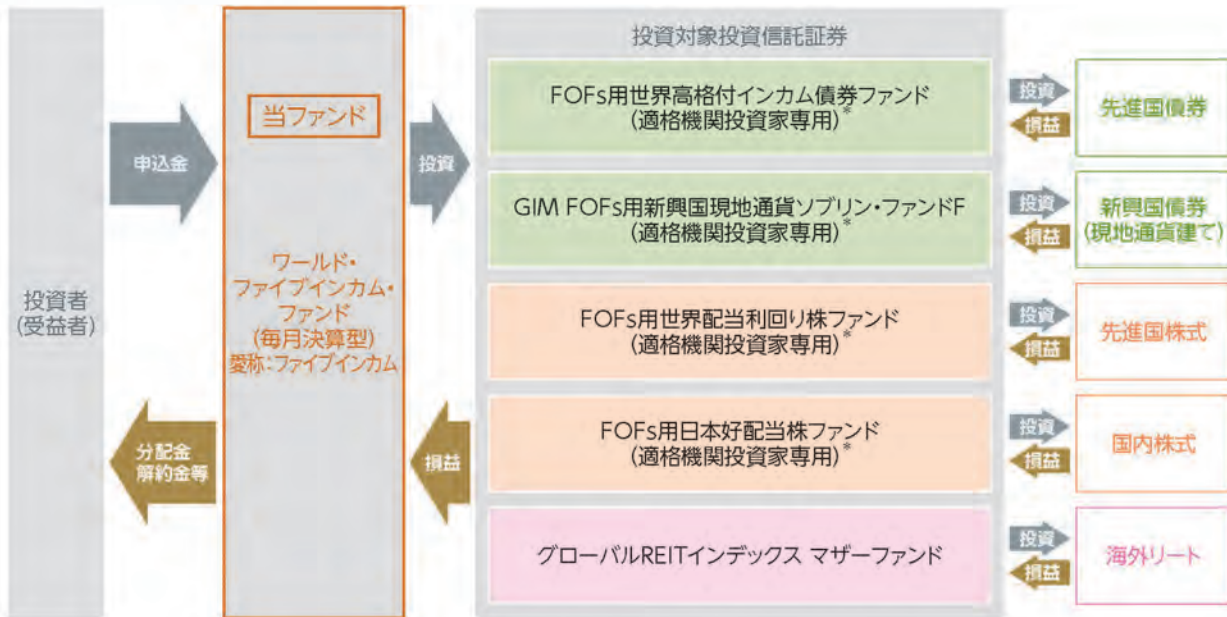 投資者
(受益者)
申込金
分配金
解約金等
当ファンド
ワールド・
ファイブインカム・
ファンド
(毎月決算型)
愛称:ファイブインカム
投資
損益
投資対象投資信託証券
FOFs用世界高格付インカム債券ファンド
(適格機関投資家専用)*
投資
損益
先進国債券
GIM FOFs用新興国現地通貨ソブリン・ファンドF
(適格機関投資家専用)*
投資
損益
新興国債券
(現地通貨建て)
FOFs用世界配当利回り株ファンド
(適格機関投資家専用)*
投資
損益
先進国株式
FOFs用日本好配当株ファンド
(適格機関投資家専用)*
投資
損益
国内株式
グローバルREITインデックス マザーファンド
投資
損益
海外リート